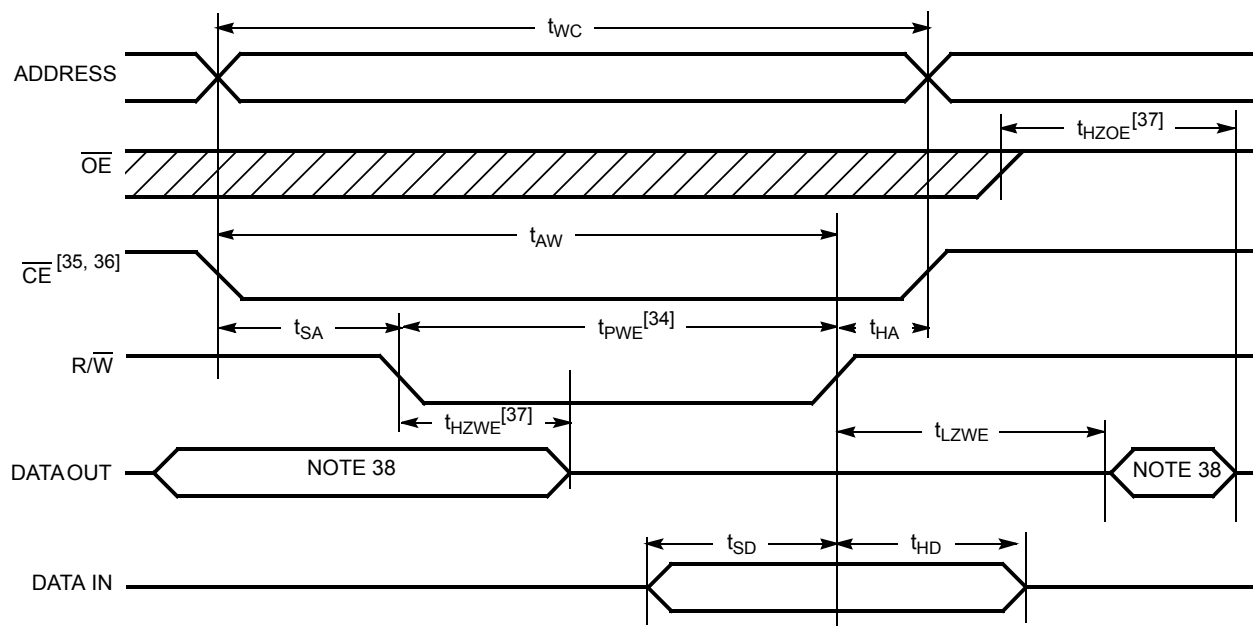 tWC
ADDRESS
tHZOE[37]
OE
tAW
CE [35, 36]
tSA
tPWE[34]
tHA
R/W
tHZWE[37]
tLZWE
DATA OUT
NOTE 38
NOTE 38
tSD
tHD
DATA IN